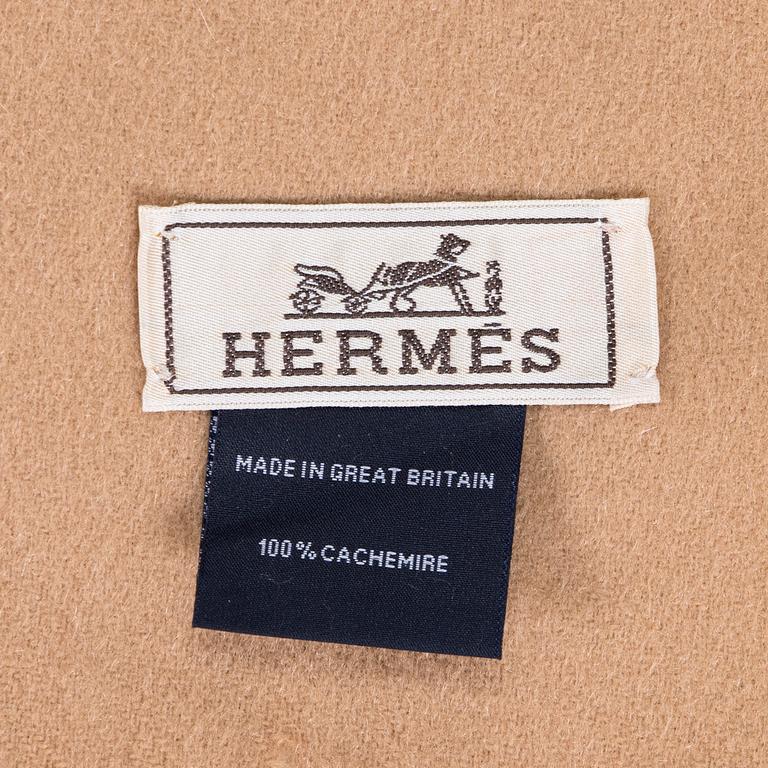 HERMÈS
MADE IN GREAT BRITAIN
100% CACHEMIRE